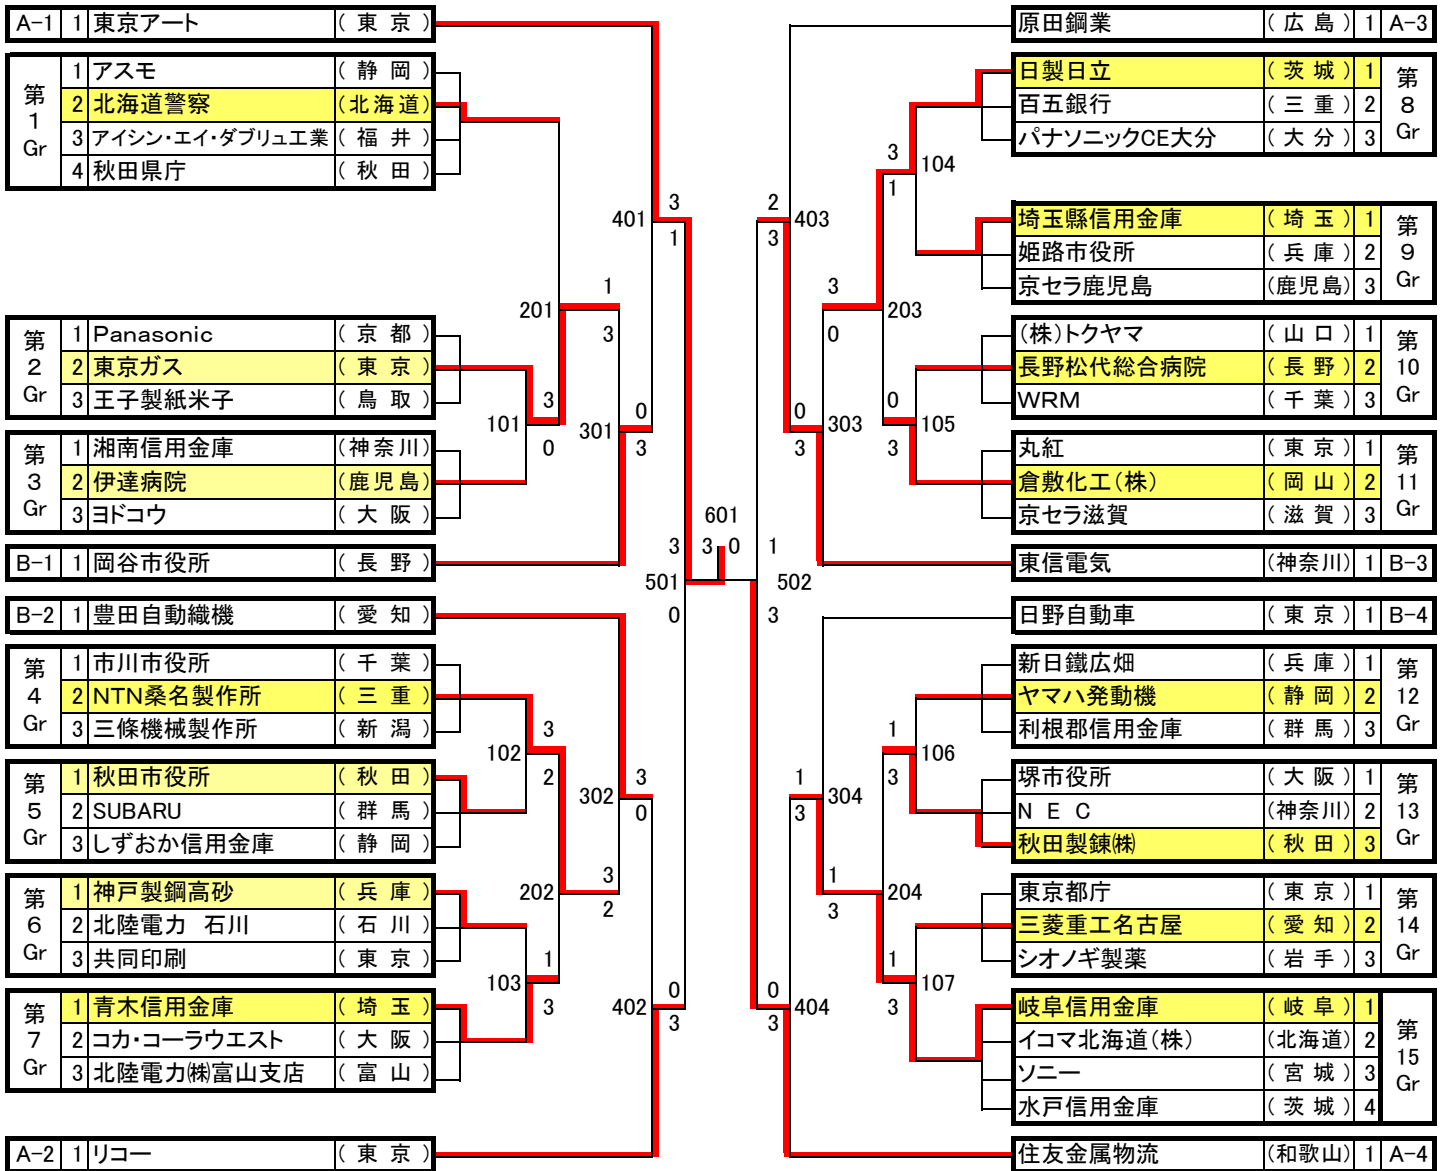 A-1 1 東京アート (東京)
第1Gr
1 アスモ (静岡)
2 北海道警察 (北海道)
3 アイシン・エイ・ダブリュ工業 (福井)
4 秋田県庁 (秋田)
第2Gr
1 Panasonic (京都)
2 東京ガス (東京)
3 王子製紙米子 (鳥取)
第3Gr
1 湘南信用金庫 (神奈川)
2 伊達病院 (鹿児島)
3 ヨドコウ (大阪)
B-1 1 岡谷市役所 (長野)
B-2 1 豊田自動織機 (愛知)
第4Gr
1 市川市役所 (千葉)
2 NTN桑名製作所 (三重)
3 三條機械製作所 (新潟)
第5Gr
1 秋田市役所 (秋田)
2 SUBARU (群馬)
3 しずおか信用金庫 (静岡)
第6Gr
1 神戸製鋼高砂 (兵庫)
2 北陸電力 石川 (石川)
3 共同印刷 (東京)
第7Gr
1 青木信用金庫 (埼玉)
2 コカ・コーラウエスト (大阪)
3 北陸電力㈱富山支店 (富山)
A-2 1 リコー (東京)
401 3 1
201 1 3
101 3 0
301 0 3
501 3 0
601 3 0
102 3 2
302 3 0
202 3 2
103 1 3
402 0 3
403 2 3
104 3 1
203 3 0
303 0 3
105 0 3
502 1 3
106 1 3
304 1 3
204 1 3
107 1 3
404 0 3
原田鋼業 (広島) 1 A-3
日製日立 (茨城) 1
百五銀行 (三重) 2
パナソニックCE大分 (大分) 3
第8Gr
埼玉縣信用金庫 (埼玉) 1
姫路市役所 (兵庫) 2
京セラ鹿児島 (鹿児島) 3
第9Gr
(株)トクヤマ (山口) 1
長野松代総合病院 (長野) 2
WRM (千葉) 3
第10Gr
丸紅 (東京) 1
倉敷化工(株) (岡山) 2
京セラ滋賀 (滋賀) 3
第11Gr
東信電気 (神奈川) 1 B-3
日野自動車 (東京) 1 B-4
新日鐵広畑 (兵庫) 1
ヤマハ発動機 (静岡) 2
利根郡信用金庫 (群馬) 3
第12Gr
堺市役所 (大阪) 1
NEC (神奈川) 2
秋田製錬㈱ (秋田) 3
第13Gr
東京都庁 (東京) 1
三菱重工名古屋 (愛知) 2
シオノギ製薬 (岩手) 3
第14Gr
岐阜信用金庫 (岐阜) 1
イコマ北海道(株) (北海道) 2
ソニー (宮城) 3
水戸信用金庫 (茨城) 4
第15Gr
住友金属物流 (和歌山) 1 A-4